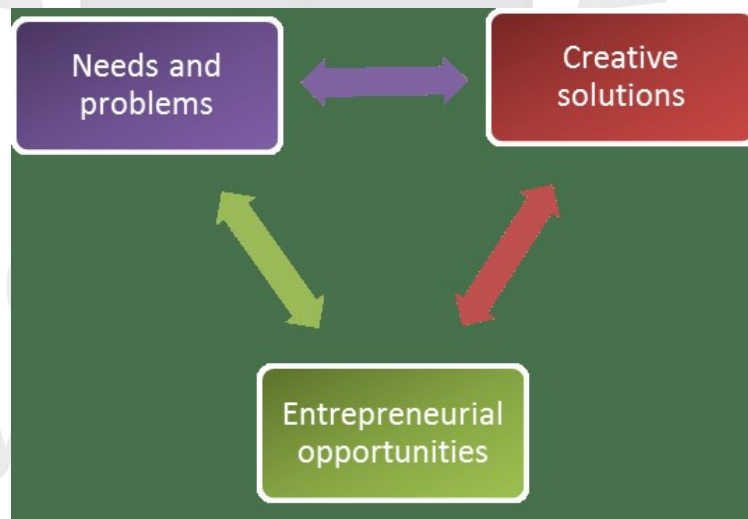 Needs and
problems
Creative
solutions
Entrepreneurial
opportunities